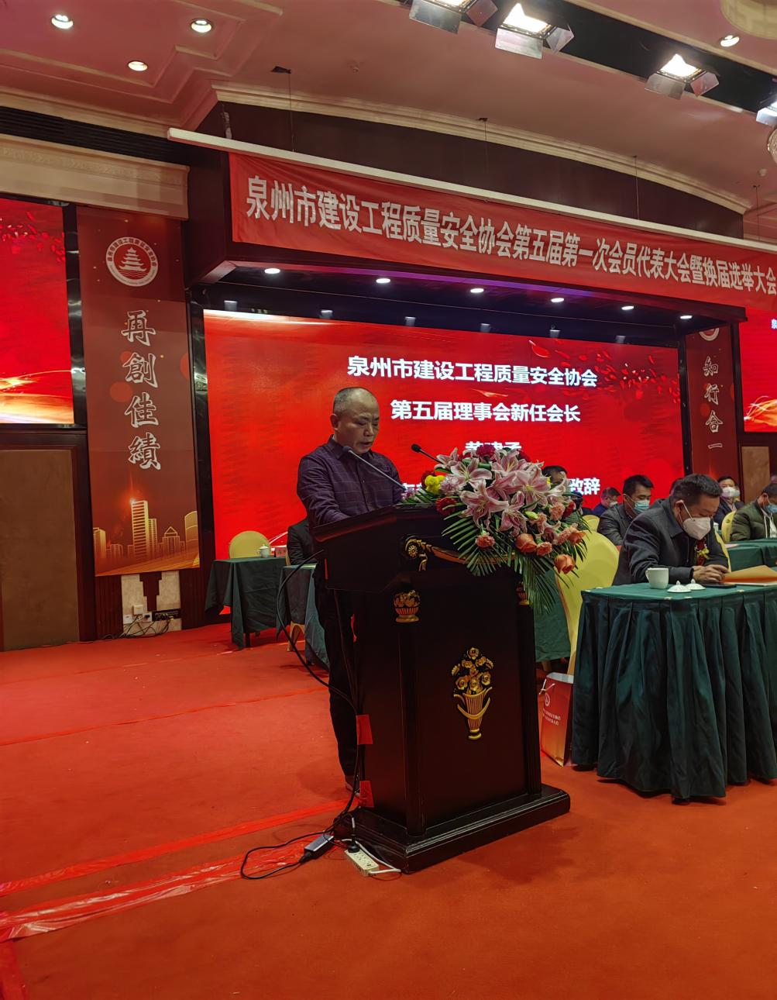 泉州市建设工程质量安全协会第五届第一次会员代表大会暨换届选举大会
再創佳績
泉州市建设工程质量安全协会
第五届理事会新任会长
致辞
知行合一